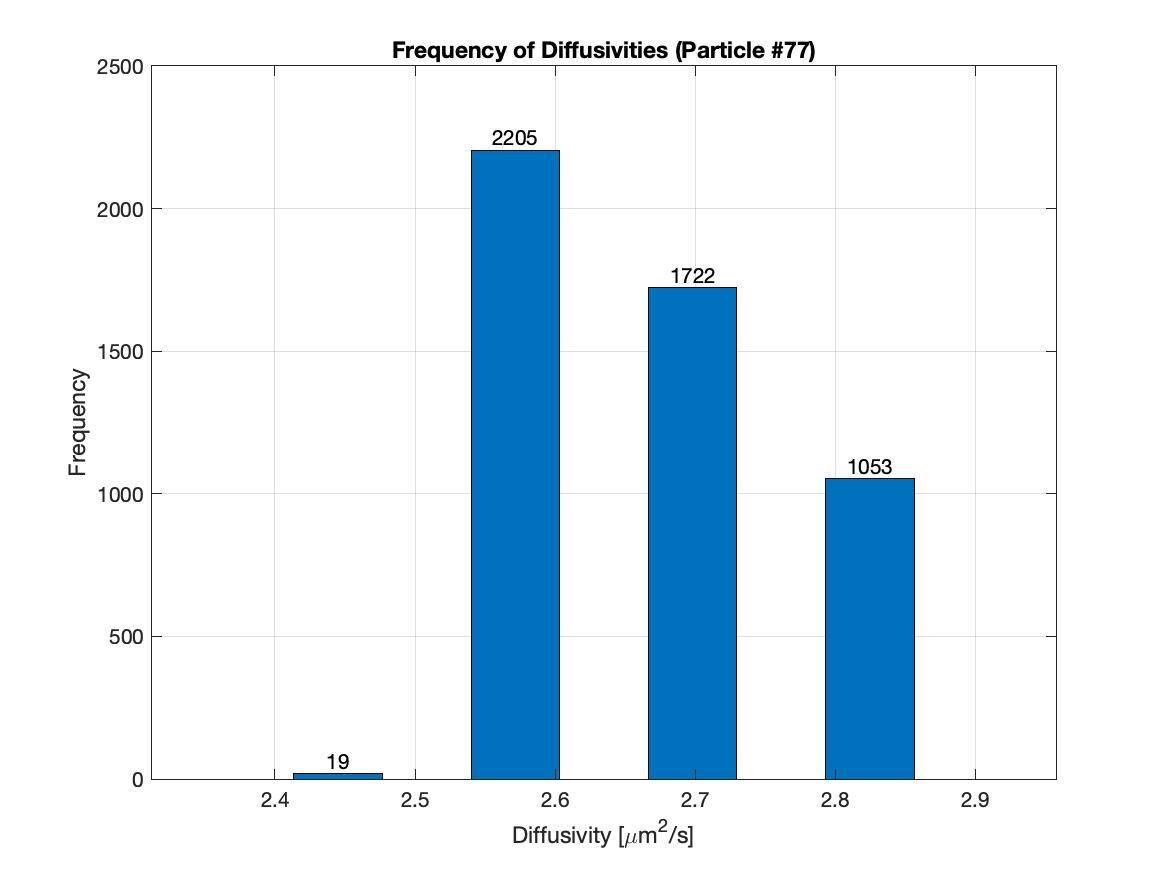 Frequency of Diffusivities (Particle #77)
2500
2000
1500
1000
500
0
Frequency
19
2205
1722
1053
2.4 2.5 2.6 2.7 2.8 2.9
Diffusivity [μm²/s]